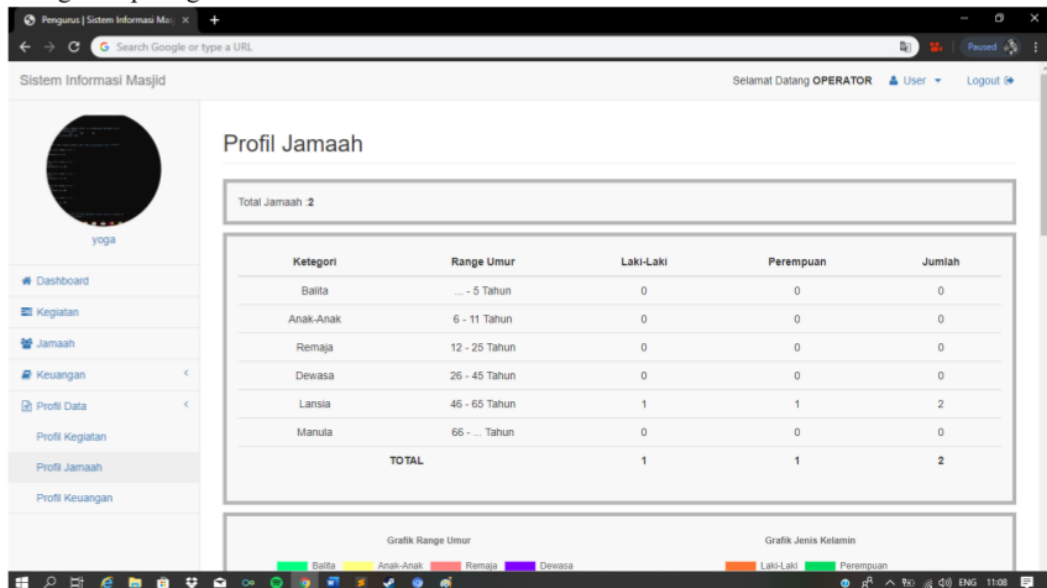 Pengurus | Sistem Informasi Mas
Search Google or type a URL
Paused
Sistem Informasi Masjid
Selamat Datang OPERATOR User Logout
yoga
Dashboard
Kegiatan
Jamaah
Keuangan
Profil Data
Profil Kegiatan
Profil Jamaah
Profil Keuangan
Profil Jamaah
Total Jamaah :2
Ketegori Range Umur Laki-Laki Perempuan Jumlah
Balita ... - 5 Tahun 0 0 0
Anak-Anak 6 - 11 Tahun 0 0 0
Remaja 12 - 25 Tahun 0 0 0
Dewasa 26 - 45 Tahun 0 0 0
Lansia 46 - 65 Tahun 1 1 2
Manula 66 - ... Tahun 0 0 0
TOTAL 1 1 2
Grafik Range Umur
Balita Anak-Anak Remaja Dewasa
Grafik Jenis Kelamin
Laki-Laki Perempuan
ENG 11:08